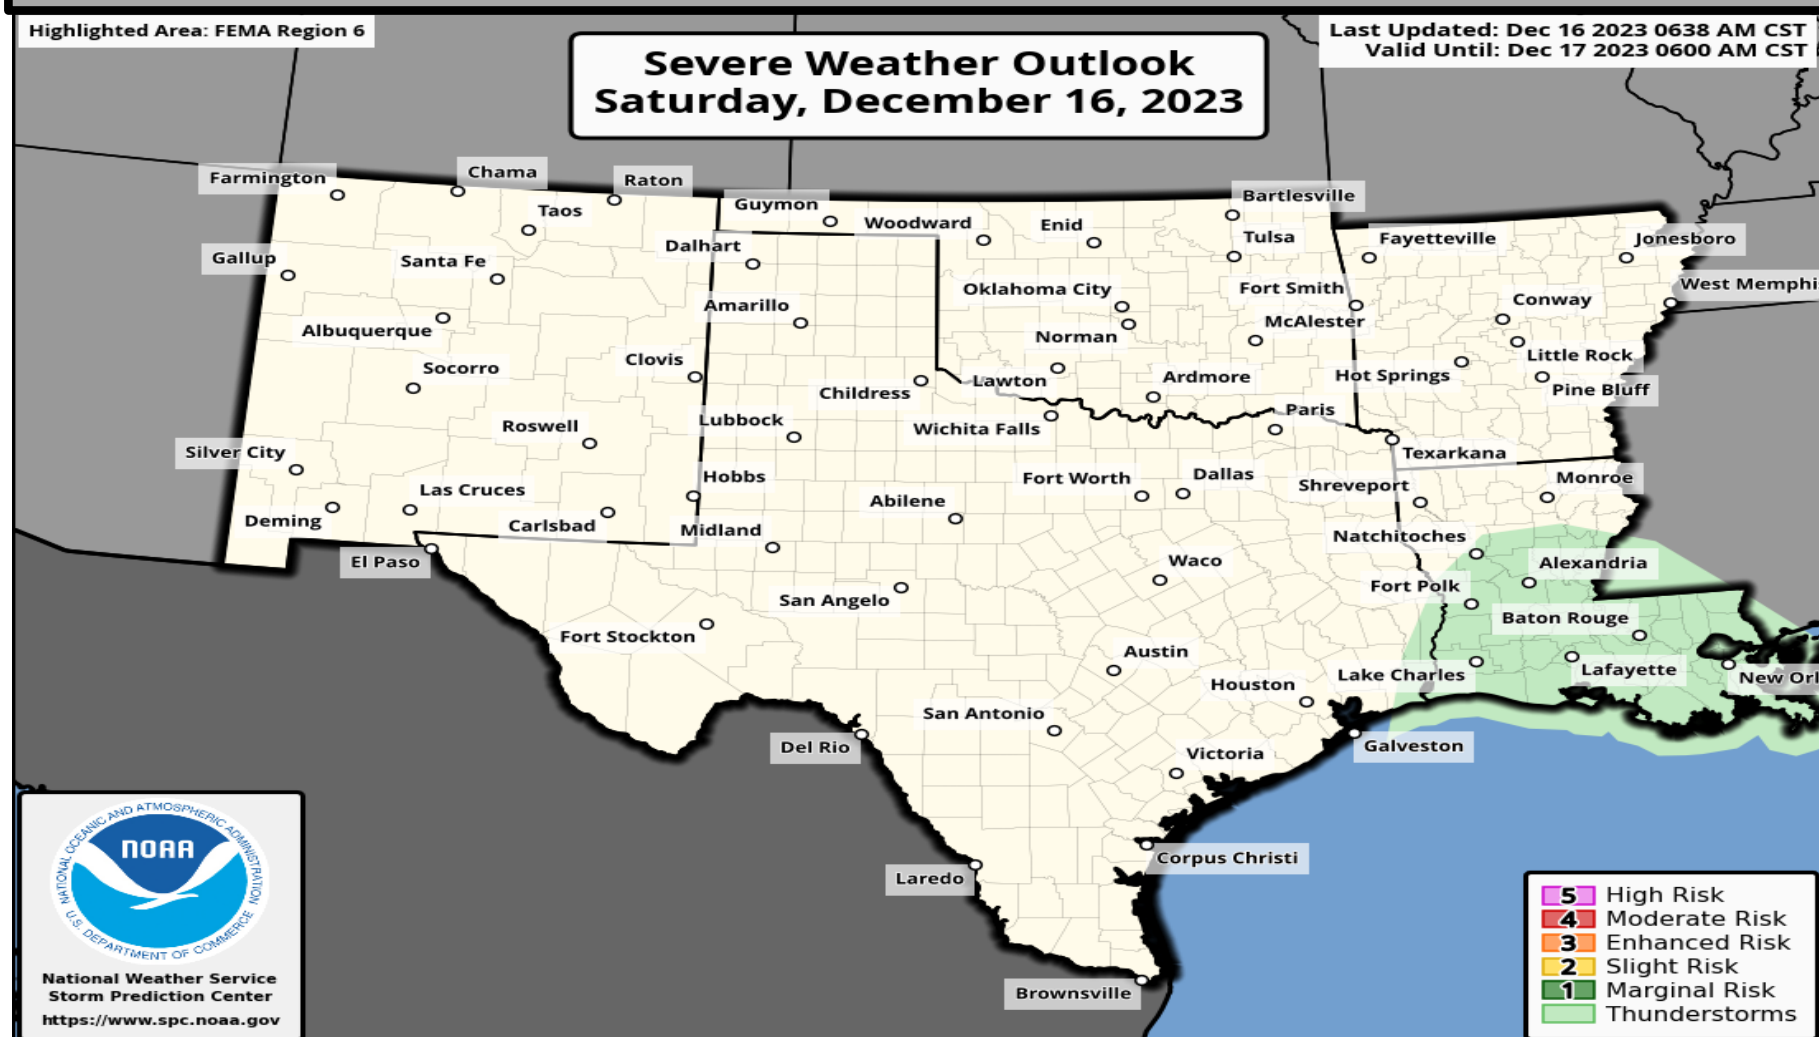 Highlighted Area: FEMA Region 6
Last Updated: Dec 16 2023 0638 AM CST
Valid Until: Dec 17 2023 0600 AM CST
Severe Weather Outlook
Saturday, December 16, 2023
Farmington
Chama
Raton
Taos
Guymon
Woodward
Enid
Bartlesville
Tulsa
Fayetteville
Jonesboro
Gallup
Santa Fe
Dalhart
Oklahoma City
Fort Smith
West Memphi
Conway
Amarillo
Albuquerque
Norman
McAlester
Little Rock
Socorro
Clovis
Childress
Lawton
Ardmore
Hot Springs
Pine Bluff
Roswell
Lubbock
Wichita Falls
Paris
Texarkana
Silver City
Las Cruces
Hobbs
Fort Worth
Dallas
Shreveport
Monroe
Deming
Carlsbad
Midland
Abilene
Natchitoches
El Paso
Waco
Alexandria
San Angelo
Fort Polk
Fort Stockton
Baton Rouge
Austin
Lake Charles
Lafayette
New Orl
Houston
San Antonio
Del Rio
Victoria
Galveston
Corpus Christi
Laredo
Brownsville
NATIONAL OCEANIC AND ATMOSPHERIC ADMINISTRATION
NOAA
U.S. DEPARTMENT OF COMMERCE
National Weather Service
Storm Prediction Center
https://www.spc.noaa.gov
5 High Risk
4 Moderate Risk
3 Enhanced Risk
2 Slight Risk
1 Marginal Risk
Thunderstorms